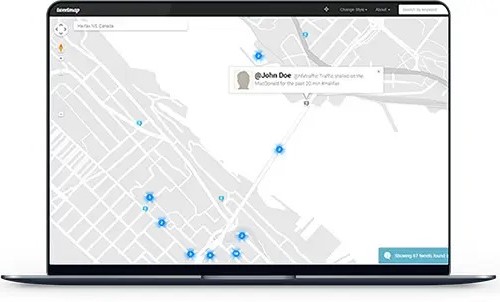 tweetmap
Change Style
About
Search by keyword
Halifax NS Canada
@John Doe @hfxtraffic Traffic stalled on the
MacDonald for the past 20 min #halifax
Showing 47 tweets found